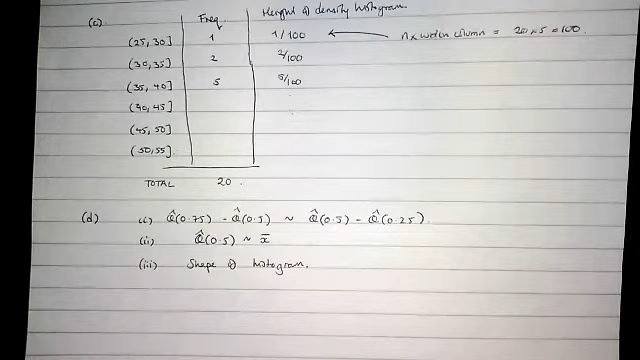 (c) Freq Height of density histogram.
(25, 30] 1 1/100 ← n x width column = 20 x 5 = 100.
(30, 35] 2 2/100
(35, 40] 5 5/100
(40, 45]
(45, 50]
(50, 55]
TOTAL 20.
(d) (i) Q̂(0.75) - Q̂(0.5) ~ Q̂(0.5) - Q̂(0.25).
(ii) Q̂(0.5) ~ x̄
(iii) Shape of histogram.